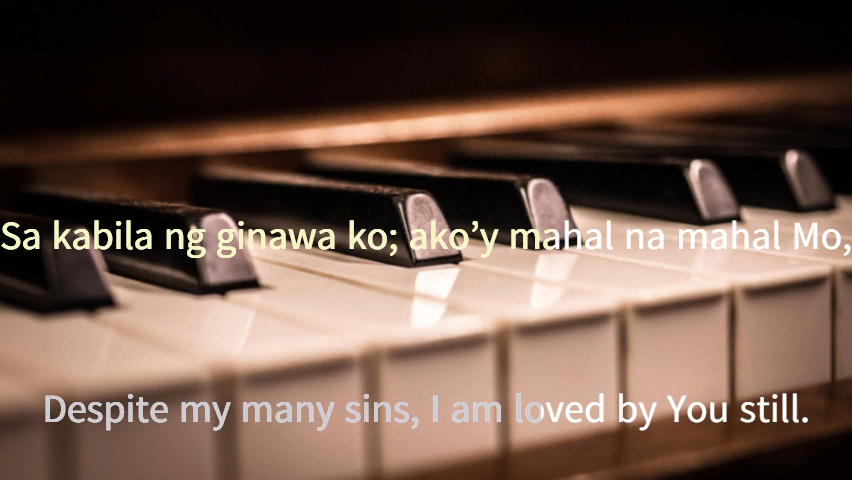 Sa kabila ng ginawa ko; ako’y mahal na mahal Mo,
Despite my many sins, I am loved by You still.